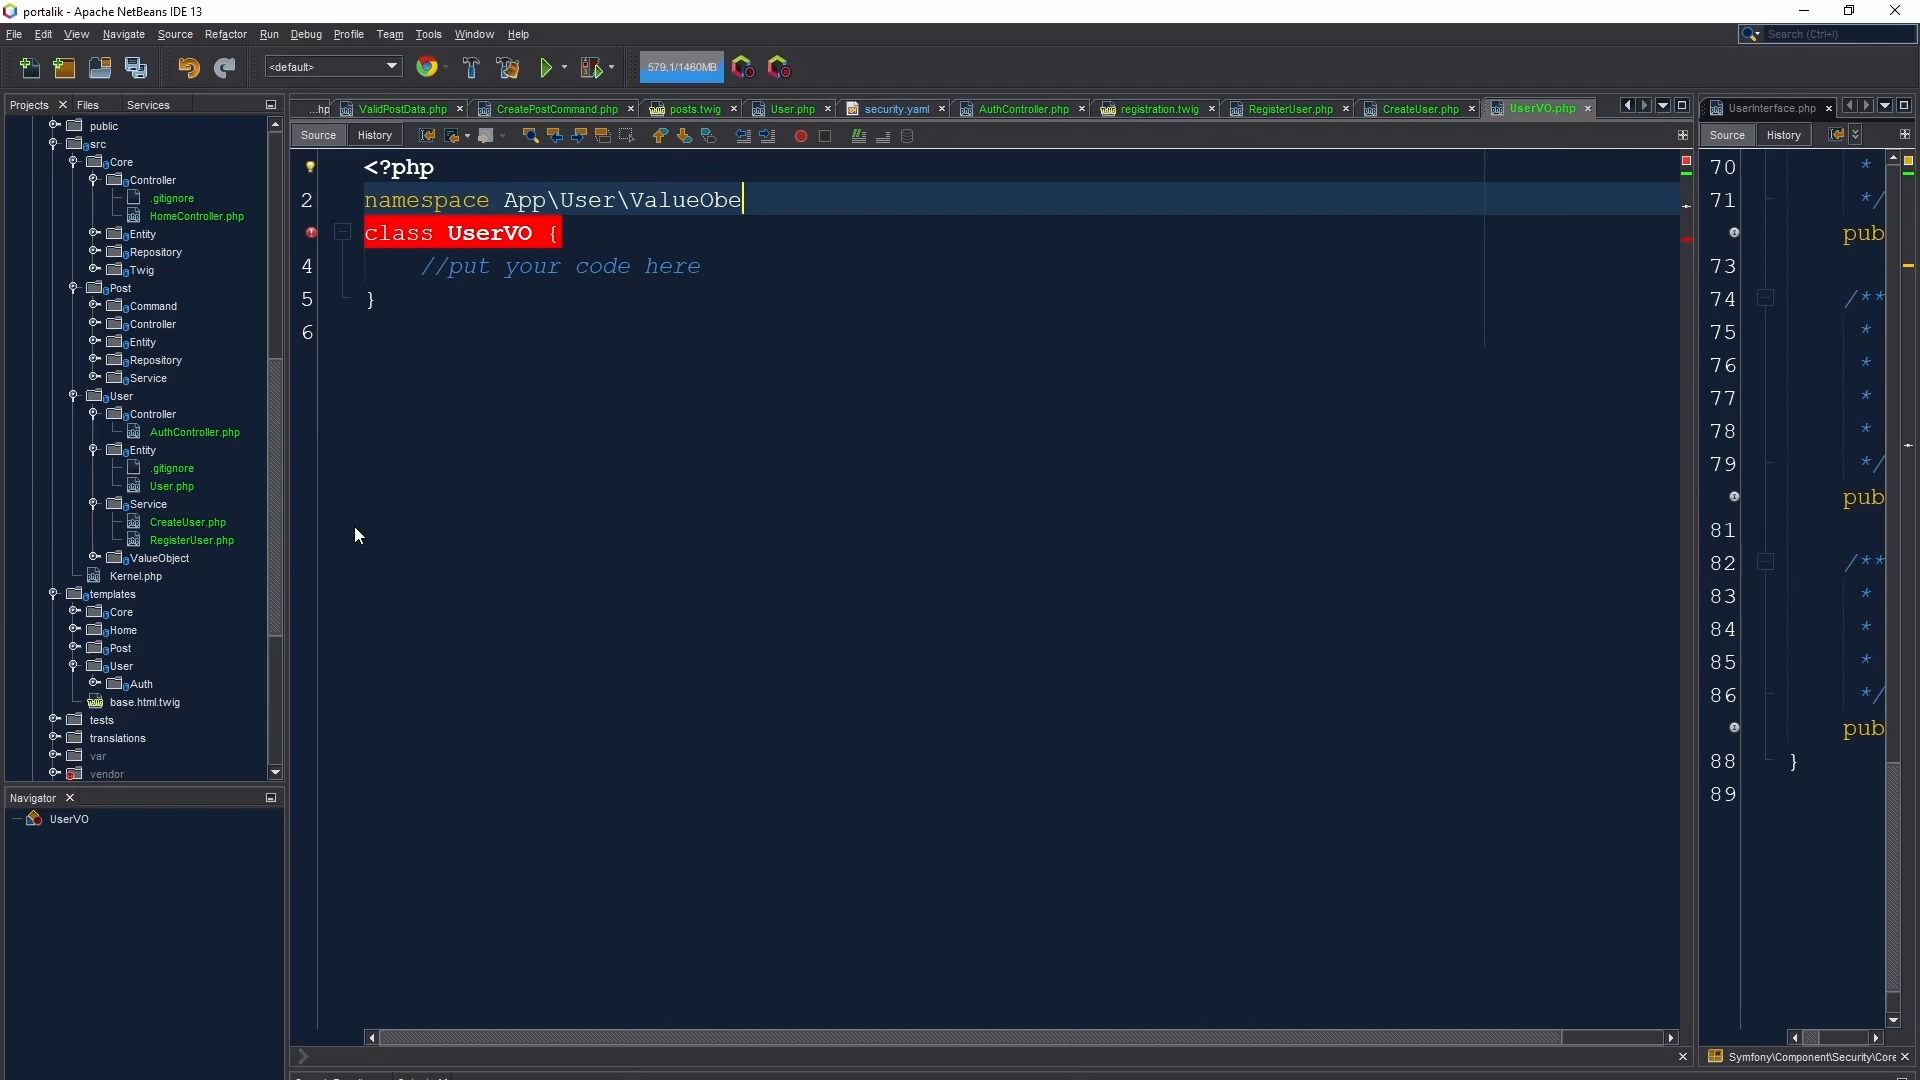 portalik - Apache NetBeans IDE 13
File Edit View Navigate Source Refactor Run Debug Profile Team Tools Window Help
Search (Ctrl+I)
<default>
579,1/1460MB
Projects Files Services
public
src
Core
Controller
.gitignore
HomeController.php
Entity
Repository
Twig
Post
Command
Controller
Entity
Repository
Service
User
Controller
AuthController.php
Entity
.gitignore
User.php
Service
CreateUser.php
RegisterUser.php
ValueObject
Kernel.php
templates
Core
Home
Post
User
Auth
base.html.twig
tests
translations
var
vendor
Navigator
UserVO
...hp ValidPostData.php CreatePostCommand.php posts.twig User.php security.yaml AuthController.php registration.twig RegisterUser.php CreateUser.php UserVO.php
Source History
<?php
2 namespace App\User\ValueObe
class UserVO {
4 //put your code here
5 }
6
UserInterface.php
Source History
70 *
71 */
pub
73
74 /**
75 *
76 *
77 *
78 *
79 */
pub
81
82 /**
83 *
84 *
85 *
86 */
pub
88 }
89
Symfony\Component\Security\Core